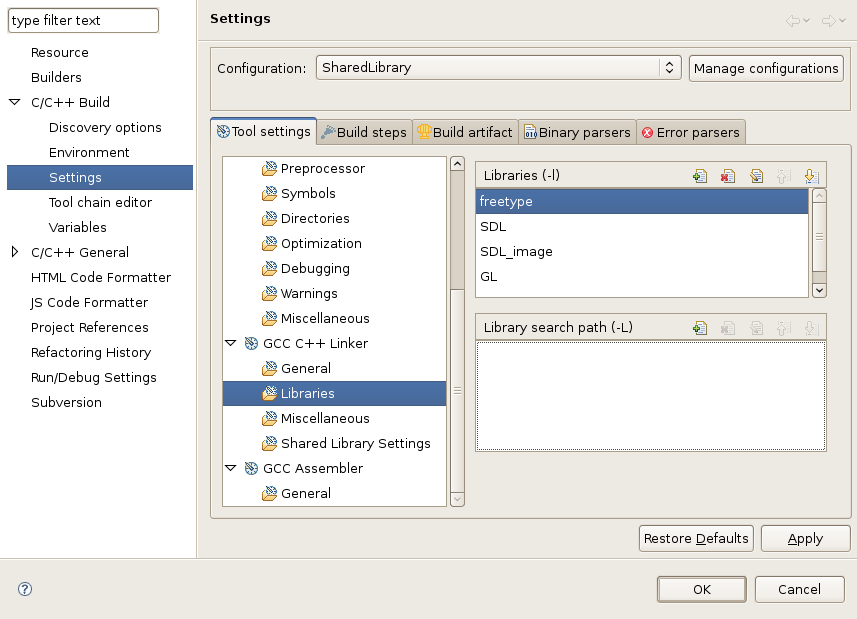 type filter text
Resource
Builders
C/C++ Build
Discovery options
Environment
Settings
Tool chain editor
Variables
C/C++ General
HTML Code Formatter
JS Code Formatter
Project References
Refactoring History
Run/Debug Settings
Subversion
Settings
Configuration: SharedLibrary Manage configurations
Tool settings Build steps Build artifact Binary parsers Error parsers
Preprocessor
Symbols
Directories
Optimization
Debugging
Warnings
Miscellaneous
GCC C++ Linker
General
Libraries
Miscellaneous
Shared Library Settings
GCC Assembler
General
Libraries (-l)
freetype
SDL
SDL_image
GL
Library search path (-L)
Restore Defaults Apply
OK Cancel